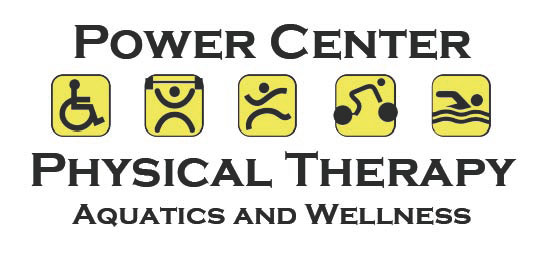 Power Center
Physical Therapy
Aquatics and Wellness